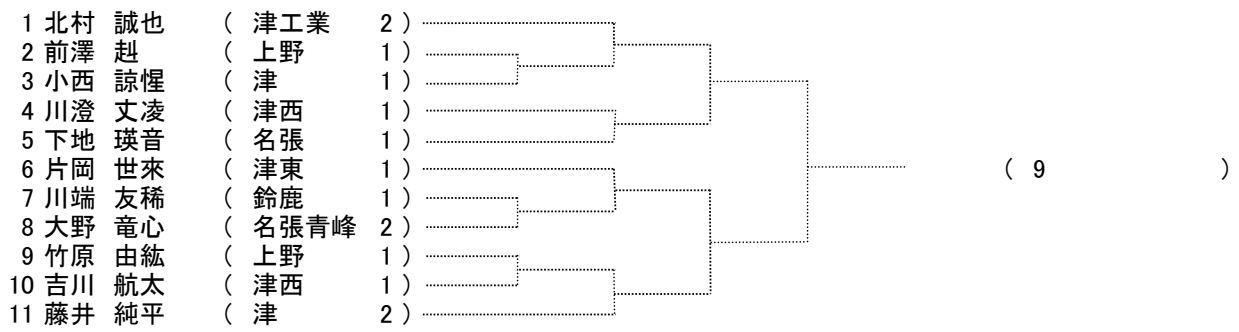 1 北村 誠也 ( 津工業 2 )
2 前澤 赳 ( 上野 1 )
3 小西 諒惺 ( 津 1 )
4 川澄 丈凌 ( 津西 1 )
5 下地 瑛音 ( 名張 1 )
6 片岡 世來 ( 津東 1 )
7 川端 友稀 ( 鈴鹿 1 )
8 大野 竜心 ( 名張青峰 2 )
9 竹原 由紘 ( 上野 1 )
10 吉川 航太 ( 津西 1 )
11 藤井 純平 ( 津 2 )
( 9 )